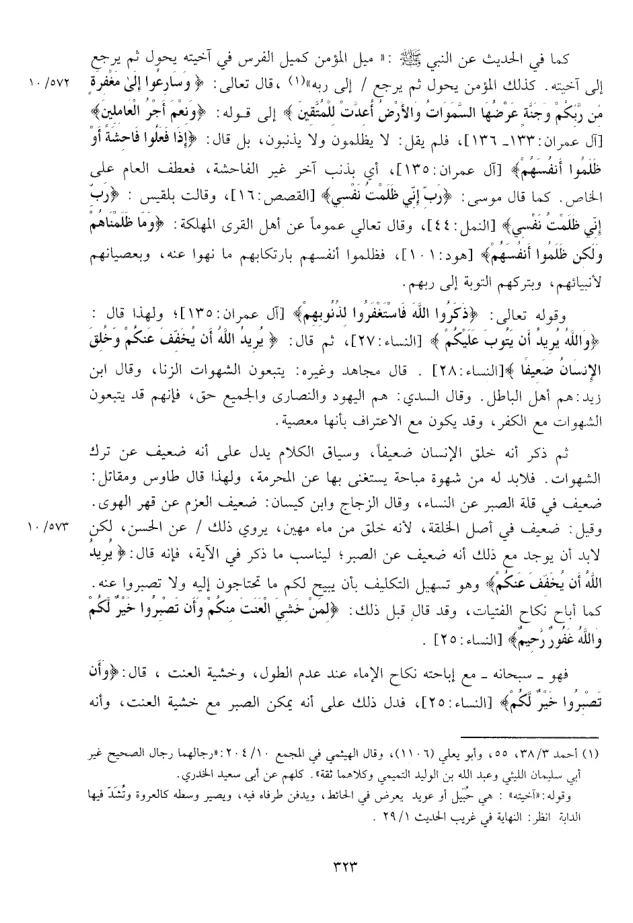 كما في الحديث عن النبي ﷺ : « ميل المؤمن كميل الفرس في آخيته يحول ثم يرجع
إلى آخيته. كذلك المؤمن يحول ثم يرجع / إلى ربه»(١) ،قال تعالى: ﴿ وَسَارِعُوا إِلَىٰ مَغْفِرَةٍ ١٠/٥٧٢
مِّن رَّبِّكُمْ وَجَنَّةٍ عَرْضُهَا السَّمَوَاتُ وَالأَرْضُ أُعِدَّتْ لِلْمُتَّقِينَ ﴾ إلى قوله: ﴿وَنِعْمَ أَجْرُ الْعَامِلِينَ﴾
[آل عمران:١٣٣ـ ١٣٦]، فلم يقل: لا يظلمون ولا يذنبون، بل قال: ﴿إِذَا فَعَلُوا فَاحِشَةً أَوْ
ظَلَمُوا أَنفُسَهُمْ﴾ [آل عمران:١٣٥]، أي بذنب آخر غير الفاحشة، فعطف العام على
الخاص. كما قال موسى: ﴿رَبِّ إِنِّي ظَلَمْتُ نَفْسِي﴾ [القصص:١٦]، وقالت بلقيس : ﴿رَبِّ
إِنِّي ظَلَمْتُ نَفْسِي﴾ [النمل:٤٤]، وقال تعالي عموماً عن أهل القرى المهلكة: ﴿وَمَا ظَلَمْنَاهُمْ
وَلَكِن ظَلَمُوا أَنفُسَهُمْ﴾ [هود:١٠١]، فظلموا أنفسهم بارتكابهم ما نهوا عنه، وبعصيانهم
لأنبيائهم، وبتركهم التوبة إلى ربهم.
وقوله تعالى: ﴿ذَكَرُوا اللَّهَ فَاسْتَغْفَرُوا لِذُنُوبِهِمْ﴾ [آل عمران:١٣٥]؛ ولهذا قال :
﴿وَاللَّهُ يُرِيدُ أَن يَتُوبَ عَلَيْكُمْ ﴾ [النساء:٢٧]، ثم قال: ﴿ يُرِيدُ اللَّهُ أَن يُخَفِّفَ عَنكُمْ وَخُلِقَ
الإِنسَانُ ضَعِيفًا ﴾[النساء:٢٨] . قال مجاهد وغيره: يتبعون الشهوات الزنا، وقال ابن
زيد:هم أهل الباطل. وقال السدي: هم اليهود والنصارى والجميع حق، فإنهم قد يتبعون
الشهوات مع الكفر، وقد يكون مع الاعتراف بأنها معصية.
ثم ذكر أنه خلق الإنسان ضعيفاً، وسياق الكلام يدل على أنه ضعيف عن ترك
الشهوات. فلابد له من شهوة مباحة يستغنى بها عن المحرمة، ولهذا قال طاوس ومقاتل:
ضعيف في قلة الصبر عن النساء، وقال الزجاج وابن كيسان: ضعيف العزم عن قهر الهوى.
وقيل: ضعيف في أصل الخلقة، لأنه خلق من ماء مهين، يروي ذلك / عن الحسن، لكن ١٠/٥٧٣
لابد أن يوجد مع ذلك أنه ضعيف عن الصبر؛ ليناسب ما ذكر في الآية، فإنه قال:﴿ يُرِيدُ
اللَّهُ أَن يُخَفِّفَ عَنكُمْ﴾ وهو تسهيل التكليف بأن يبيح لكم ما تحتاجون إليه ولا تصبروا عنه.
كما أباح نكاح الفتيات، وقد قال قبل ذلك: ﴿لِمَنْ خَشِيَ الْعَنَتَ مِنكُمْ وَأَن تَصْبِرُوا خَيْرٌ لَّكُمْ
وَاللَّهُ غَفُورٌ رَّحِيمٌ﴾ [النساء:٢٥] .
فهو ـ سبحانه ـ مع إباحته نكاح الإماء عند عدم الطول، وخشية العنت ، قال:﴿وَأَن
تَصْبِرُوا خَيْرٌ لَّكُمْ﴾ [النساء:٢٥]، فدل ذلك على أنه يمكن الصبر مع خشية العنت، وأنه
(١) أحمد ٣٨/٣، ٥٥، وأبو يعلي (١١٠٦)، وقال الهيثمي في المجمع ٢٠٤/١٠:«رجالهما رجال الصحيح غير
أبي سليمان الليثي وعبد الله بن الوليد التميمي وكلاهما ثقة». كلهم عن أبى سعيد الخدري.
وقوله:«آخيته» : هي حُبَيل أو عويد يعرض في الحائط، ويدفن طرفاه فيه، ويصير وسطه كالعروة وتُشدّ فيها
الدابة انظر: النهاية في غريب الحديث ٢٩/١ .
٣٢٣